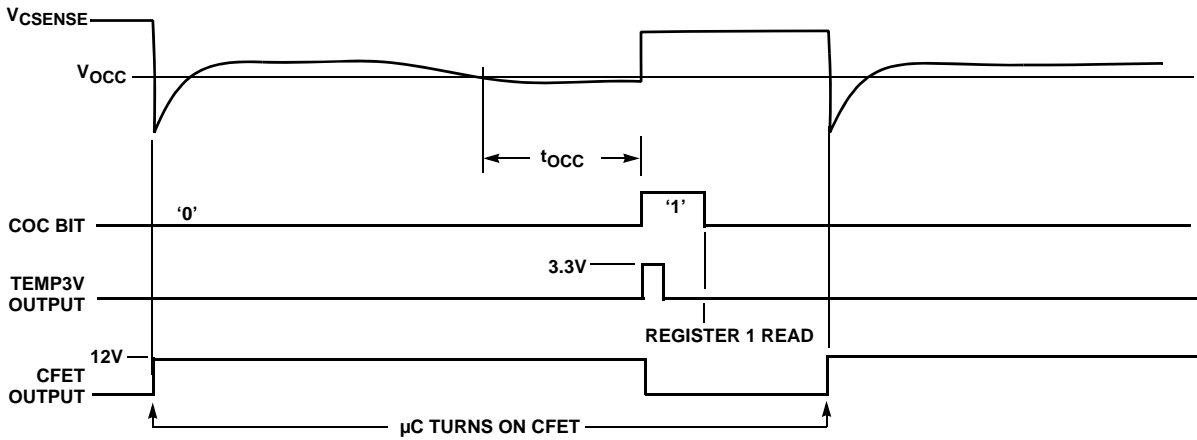 VCSENSE
VOCC
tOCC
COC BIT
‘0’
‘1’
TEMP3V
OUTPUT
3.3V
REGISTER 1 READ
12V
CFET
OUTPUT
µC TURNS ON CFET